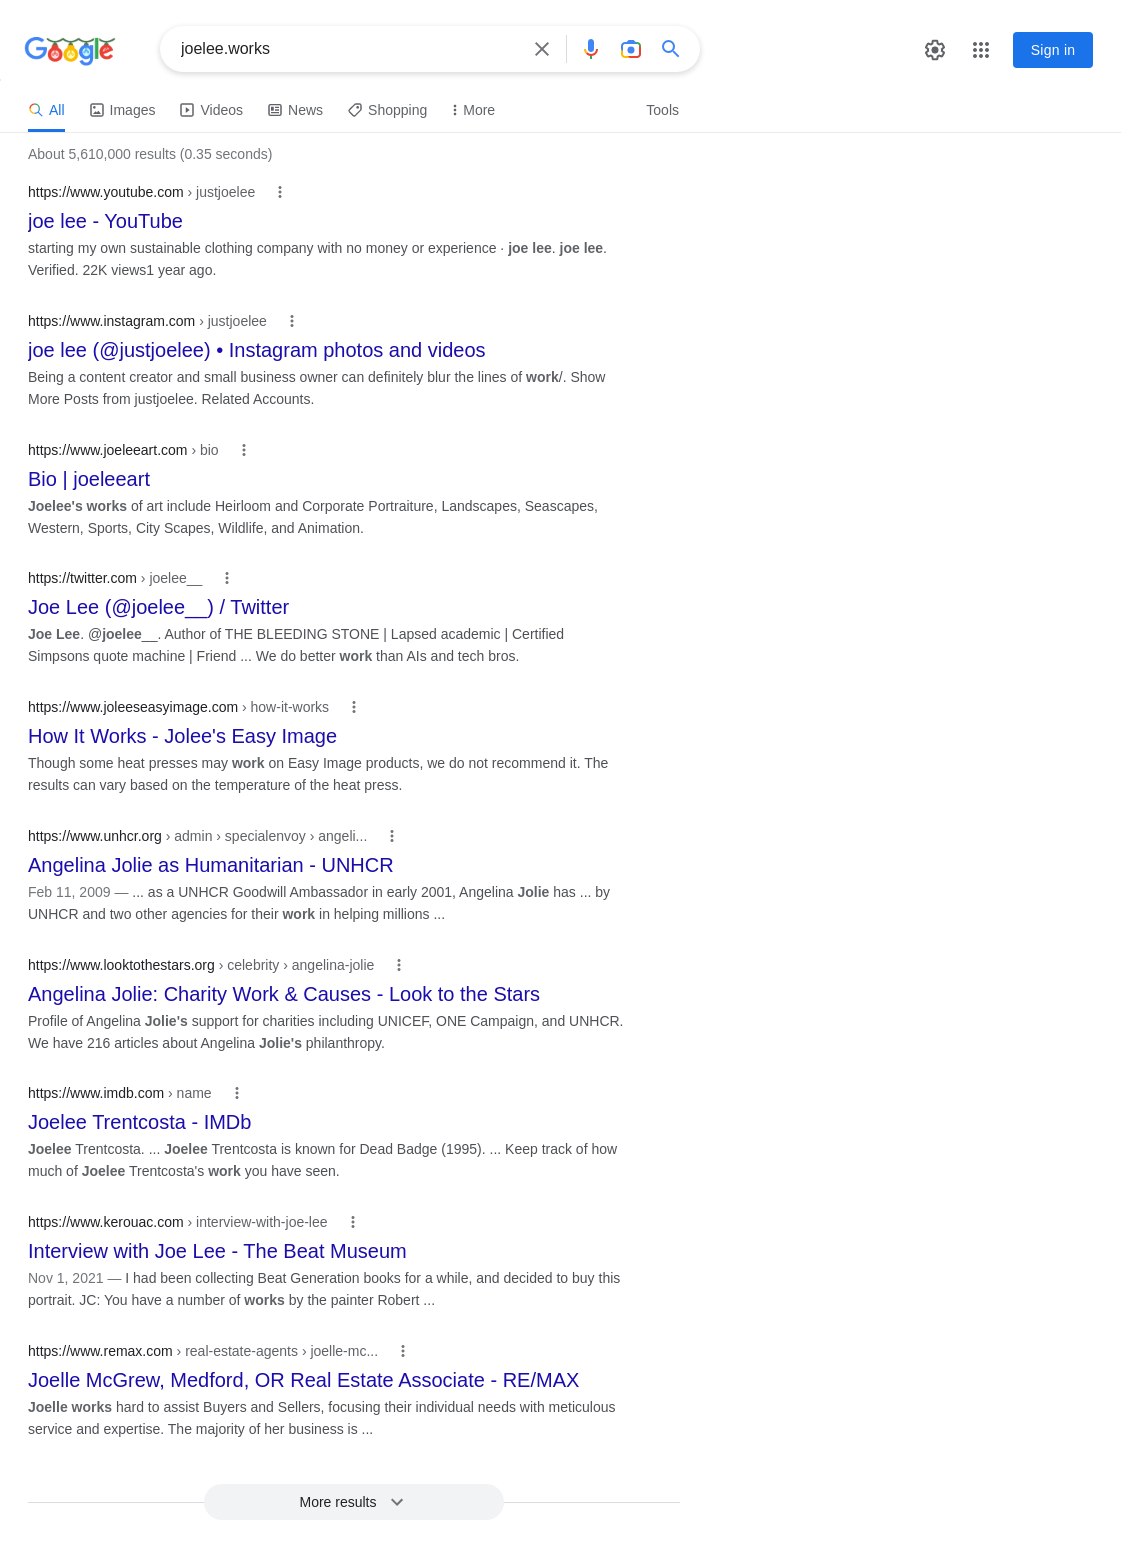 Google
joelee.works
Sign in
All Images Videos News Shopping More Tools
About 5,610,000 results (0.35 seconds)
https://www.youtube.com › justjoelee
joe lee - YouTube
starting my own sustainable clothing company with no money or experience · joe lee. joe lee.
Verified. 22K views1 year ago.
https://www.instagram.com › justjoelee
joe lee (@justjoelee) • Instagram photos and videos
Being a content creator and small business owner can definitely blur the lines of work/. Show
More Posts from justjoelee. Related Accounts.
https://www.joeleeart.com › bio
Bio | joeleeart
Joelee's works of art include Heirloom and Corporate Portraiture, Landscapes, Seascapes,
Western, Sports, City Scapes, Wildlife, and Animation.
https://twitter.com › joelee__
Joe Lee (@joelee__) / Twitter
Joe Lee. @joelee__. Author of THE BLEEDING STONE | Lapsed academic | Certified
Simpsons quote machine | Friend ... We do better work than AIs and tech bros.
https://www.joleeseasyimage.com › how-it-works
How It Works - Jolee's Easy Image
Though some heat presses may work on Easy Image products, we do not recommend it. The
results can vary based on the temperature of the heat press.
https://www.unhcr.org › admin › specialenvoy › angeli...
Angelina Jolie as Humanitarian - UNHCR
Feb 11, 2009 — ... as a UNHCR Goodwill Ambassador in early 2001, Angelina Jolie has ... by
UNHCR and two other agencies for their work in helping millions ...
https://www.looktothestars.org › celebrity › angelina-jolie
Angelina Jolie: Charity Work & Causes - Look to the Stars
Profile of Angelina Jolie's support for charities including UNICEF, ONE Campaign, and UNHCR.
We have 216 articles about Angelina Jolie's philanthropy.
https://www.imdb.com › name
Joelee Trentcosta - IMDb
Joelee Trentcosta. ... Joelee Trentcosta is known for Dead Badge (1995). ... Keep track of how
much of Joelee Trentcosta's work you have seen.
https://www.kerouac.com › interview-with-joe-lee
Interview with Joe Lee - The Beat Museum
Nov 1, 2021 — I had been collecting Beat Generation books for a while, and decided to buy this
portrait. JC: You have a number of works by the painter Robert ...
https://www.remax.com › real-estate-agents › joelle-mc...
Joelle McGrew, Medford, OR Real Estate Associate - RE/MAX
Joelle works hard to assist Buyers and Sellers, focusing their individual needs with meticulous
service and expertise. The majority of her business is ...
More results